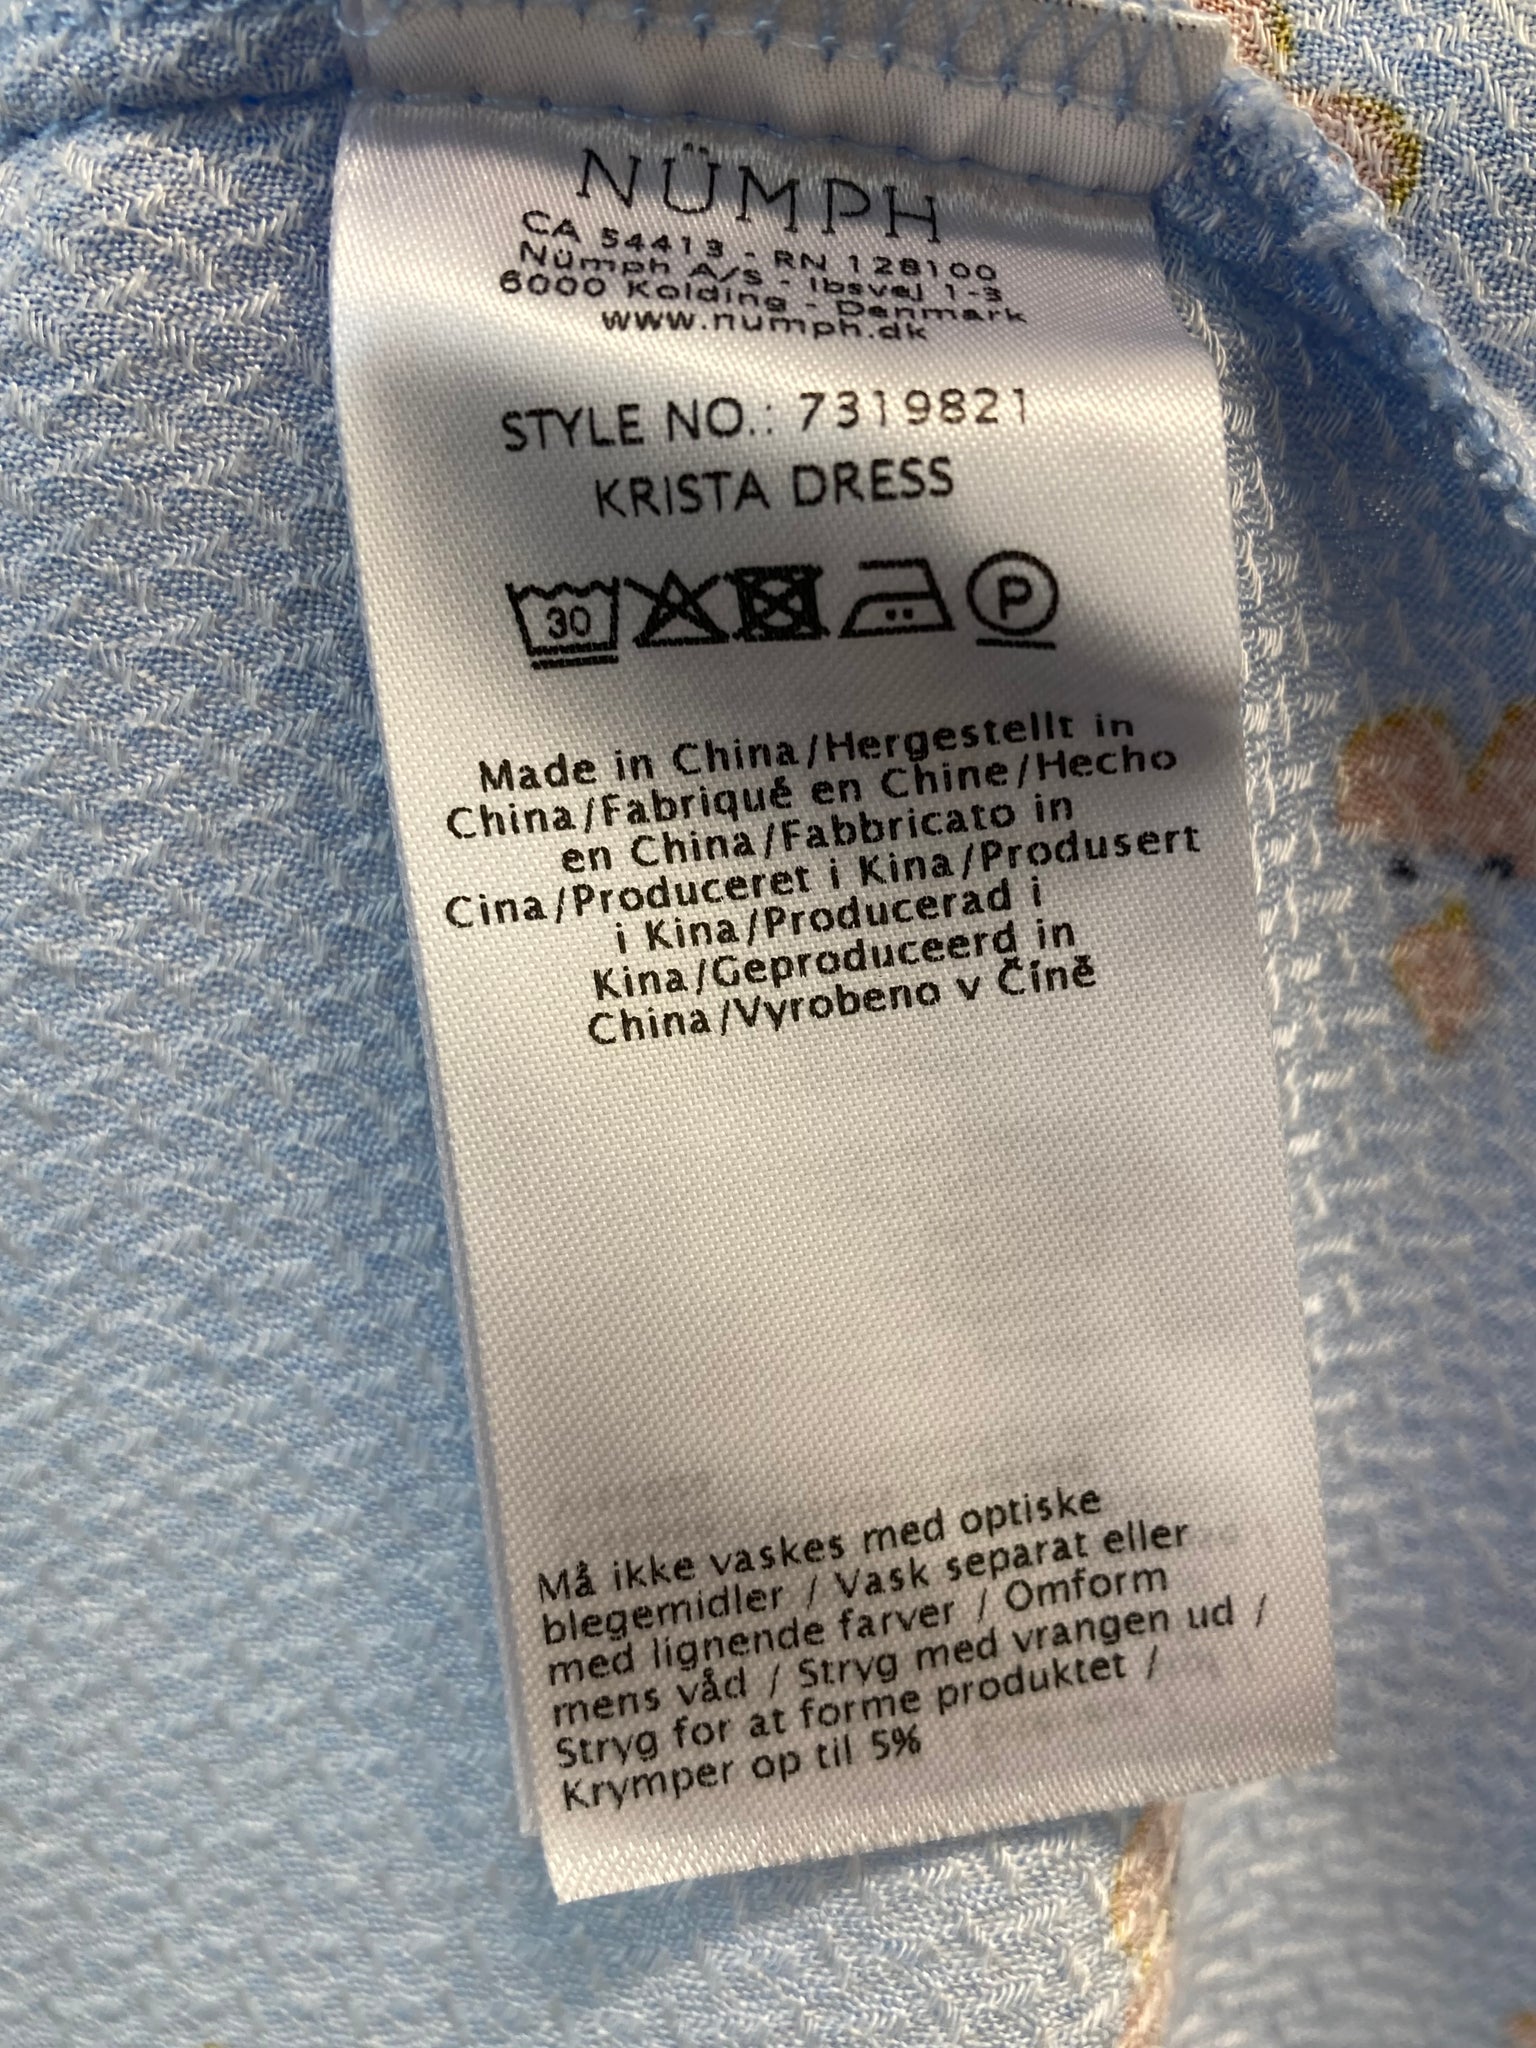 NÜMPH
CA 54413 - RN 128100
Nümph A/s - Ibsvej 1-3
6000 Kolding - Denmark
www.numph.dk
STYLE NO.: 7319821
KRISTA DRESS
30 P
Made in China/Hergestellt in
China/Fabriqué en Chine/Hecho
en China/Fabbricato in
Cina/Produceret i Kina/Produsert
i Kina/Producerad i
Kina/Geproduceerd in
China/Vyrobeno v Číně
Må ikke vaskes med optiske
blegemidler / Vask separat eller
med lignende farver / Omform
mens våd / Stryg med vrangen ud /
Stryg for at forme produktet /
Krymper op til 5%